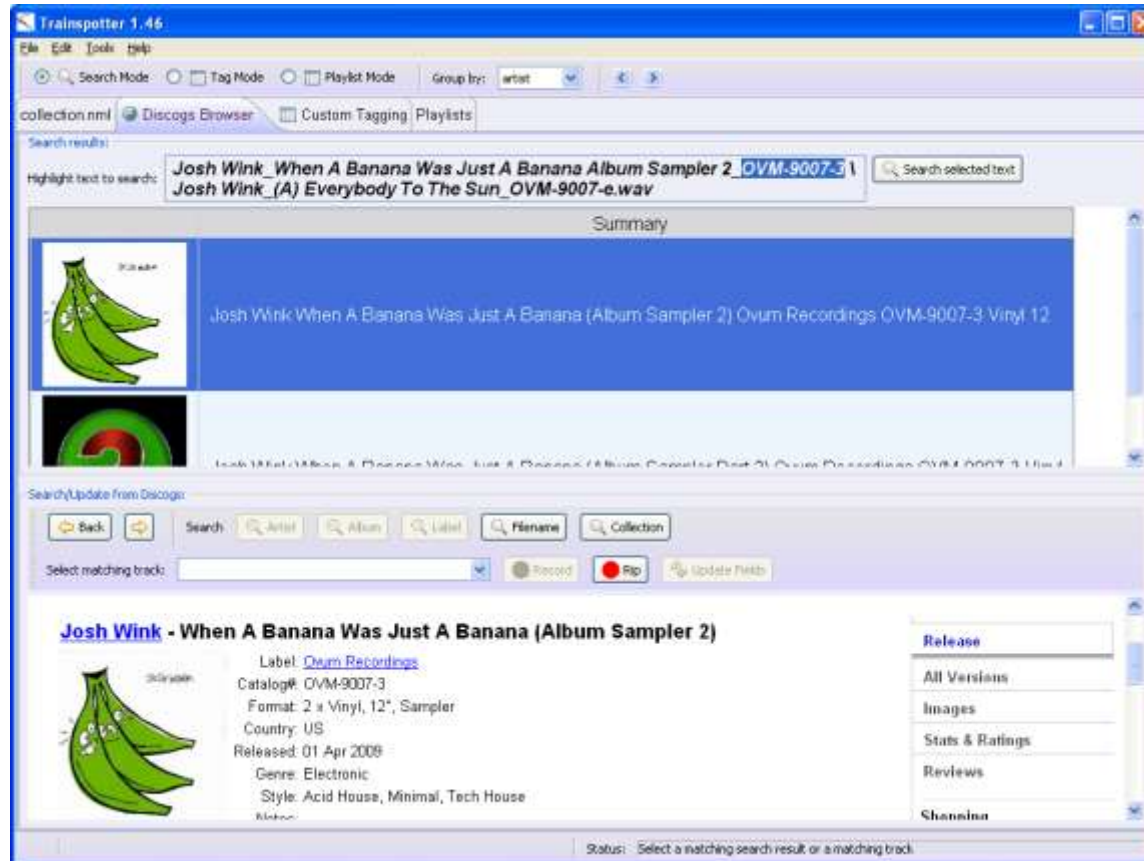 Trainspotter 1.46
File Edit Tools Help
Search Mode Tag Mode Playlist Mode Group by: artist
collection.nml Discogs Browser Custom Tagging Playlists
Search results:
Highlight text to search: Josh Wink_When A Banana Was Just A Banana Album Sampler 2_OVM-9007-3 \ Search selected text
Josh Wink_(A) Everybody To The Sun_OVM-9007-e.wav
Summary
Josh Wink When A Banana Was Just A Banana (Album Sampler 2) Ovum Recordings OVM-9007-3 Vinyl 12
Search/Update from Discogs:
Back Search Artist Album Label Filename Collection
Select matching track: Record Rip Update Fields
Josh Wink - When A Banana Was Just A Banana (Album Sampler 2)
Release
Label: Ovum Recordings
Catalog#: OVM-9007-3
All Versions
Format: 2 x Vinyl, 12", Sampler
Images
Country: US
Stats & Ratings
Released: 01 Apr 2009
Genre: Electronic
Reviews
Style: Acid House, Minimal, Tech House
Notes:
Shopping
Status: Select a matching search result or a matching track